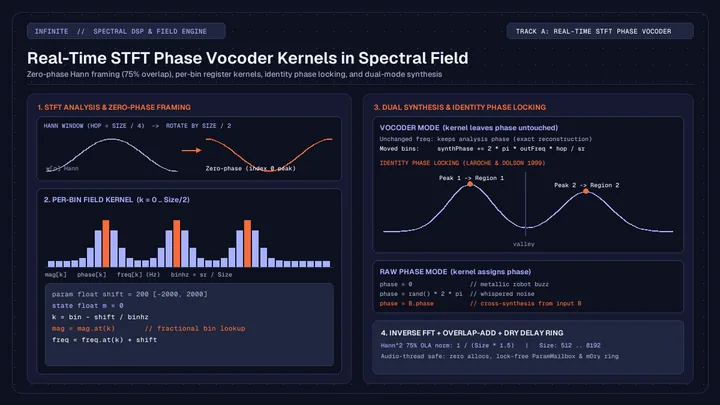 INFINITE // SPECTRAL DSP & FIELD ENGINE
TRACK A: REAL-TIME STFT PHASE VOCODER
Real-Time STFT Phase Vocoder Kernels in Spectral Field
Zero-phase Hann framing (75% overlap), per-bin register kernels, identity phase locking, and dual-mode synthesis
1. STFT ANALYSIS & ZERO-PHASE FRAMING
HANN WINDOW (HOP = SIZE / 4) -> ROTATE BY SIZE / 2
w[n] Hann
Zero-phase (index 0 peak)
2. PER-BIN FIELD KERNEL (k = 0 .. Size/2)
mag[k] phase[k] freq[k] (Hz) binhz = sr / Size
param float shift = 200 [-2000, 2000]
state float m = 0
k = bin - shift / binhz
mag = mag.at(k) // fractional bin lookup
freq = freq.at(k) + shift
3. DUAL SYNTHESIS & IDENTITY PHASE LOCKING
VOCODER MODE (kernel leaves phase untouched)
Unchanged freq: keeps analysis phase (exact reconstruction)
Moved bins: synthPhase += 2 * pi * outFreq * hop / sr
IDENTITY PHASE LOCKING (LAROCHE & DOLSON 1999)
Peak 1 -> Region 1
Peak 2 -> Region 2
valley
RAW PHASE MODE (kernel assigns phase)
phase = 0 // metallic robot buzz
phase = rand() * 2 * pi // whispered noise
phase = B.phase // cross-synthesis from input B
4. INVERSE FFT + OVERLAP-ADD + DRY DELAY RING
Hann^2 75% OLA norm: 1 / (Size * 1.5) | Size: 512 .. 8192
Audio-thread safe: zero allocs, lock-free ParamWailbox & mDry ring